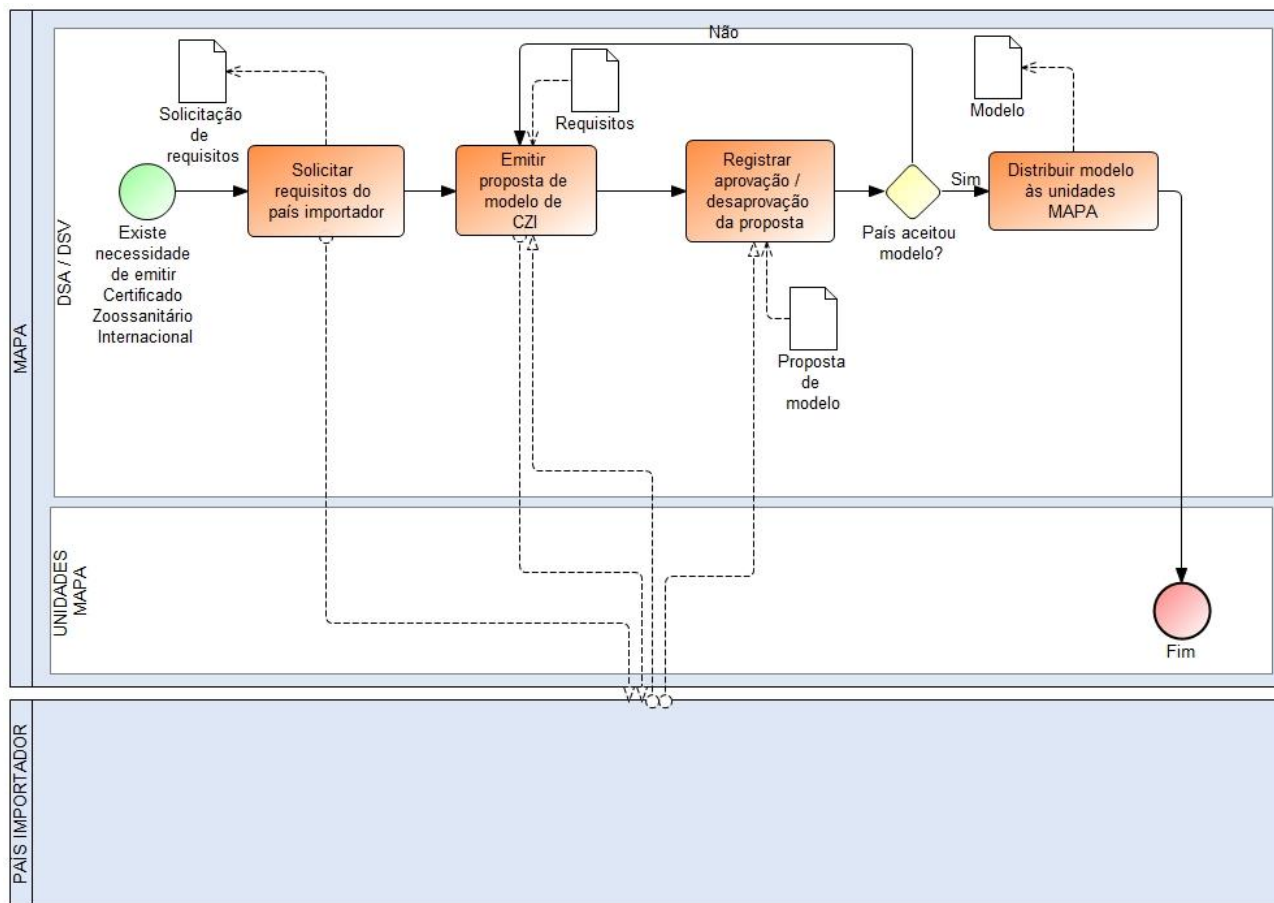 MAPA
DSA / DSV
Não
Solicitação
de
requisitos
Requisitos
Modelo
Solicitar
requisitos do
país importador
Emitir
proposta de
modelo de
CZI
Registrar
aprovação /
desaprovação
da proposta
Sim
Distribuir modelo
às unidades
MAPA
Existe
necessidade
de emitir
Certificado
Zoossanitário
Internacional
País aceitou
modelo?
Proposta
de
modelo
UNIDADES
MAPA
Fim
PAÍS IMPORTADOR